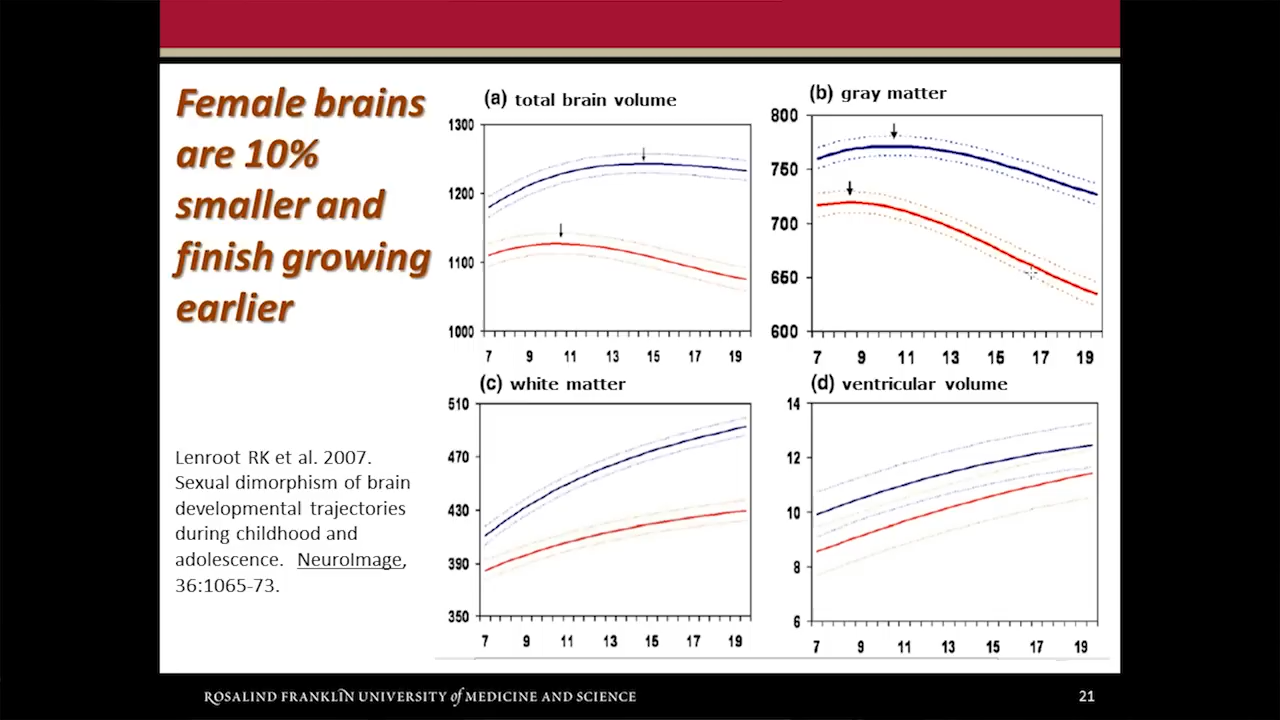 Female brains
are 10%
smaller and
finish growing
earlier
Lenroot RK et al. 2007.
Sexual dimorphism of brain
developmental trajectories
during childhood and
adolescence. NeuroImage,
36:1065-73.
(a) total brain volume
1300
1200
1100
1000
7 9 11 13 15 17 19
(b) gray matter
800
750
700
650
600
7 9 11 13 15 17 19
(c) white matter
510
470
430
390
350
7 9 11 13 15 17 19
(d) ventricular volume
14
12
10
8
6
7 9 11 13 15 17 19
ROSALIND FRANKLIN UNIVERSITY of MEDICINE AND SCIENCE
21